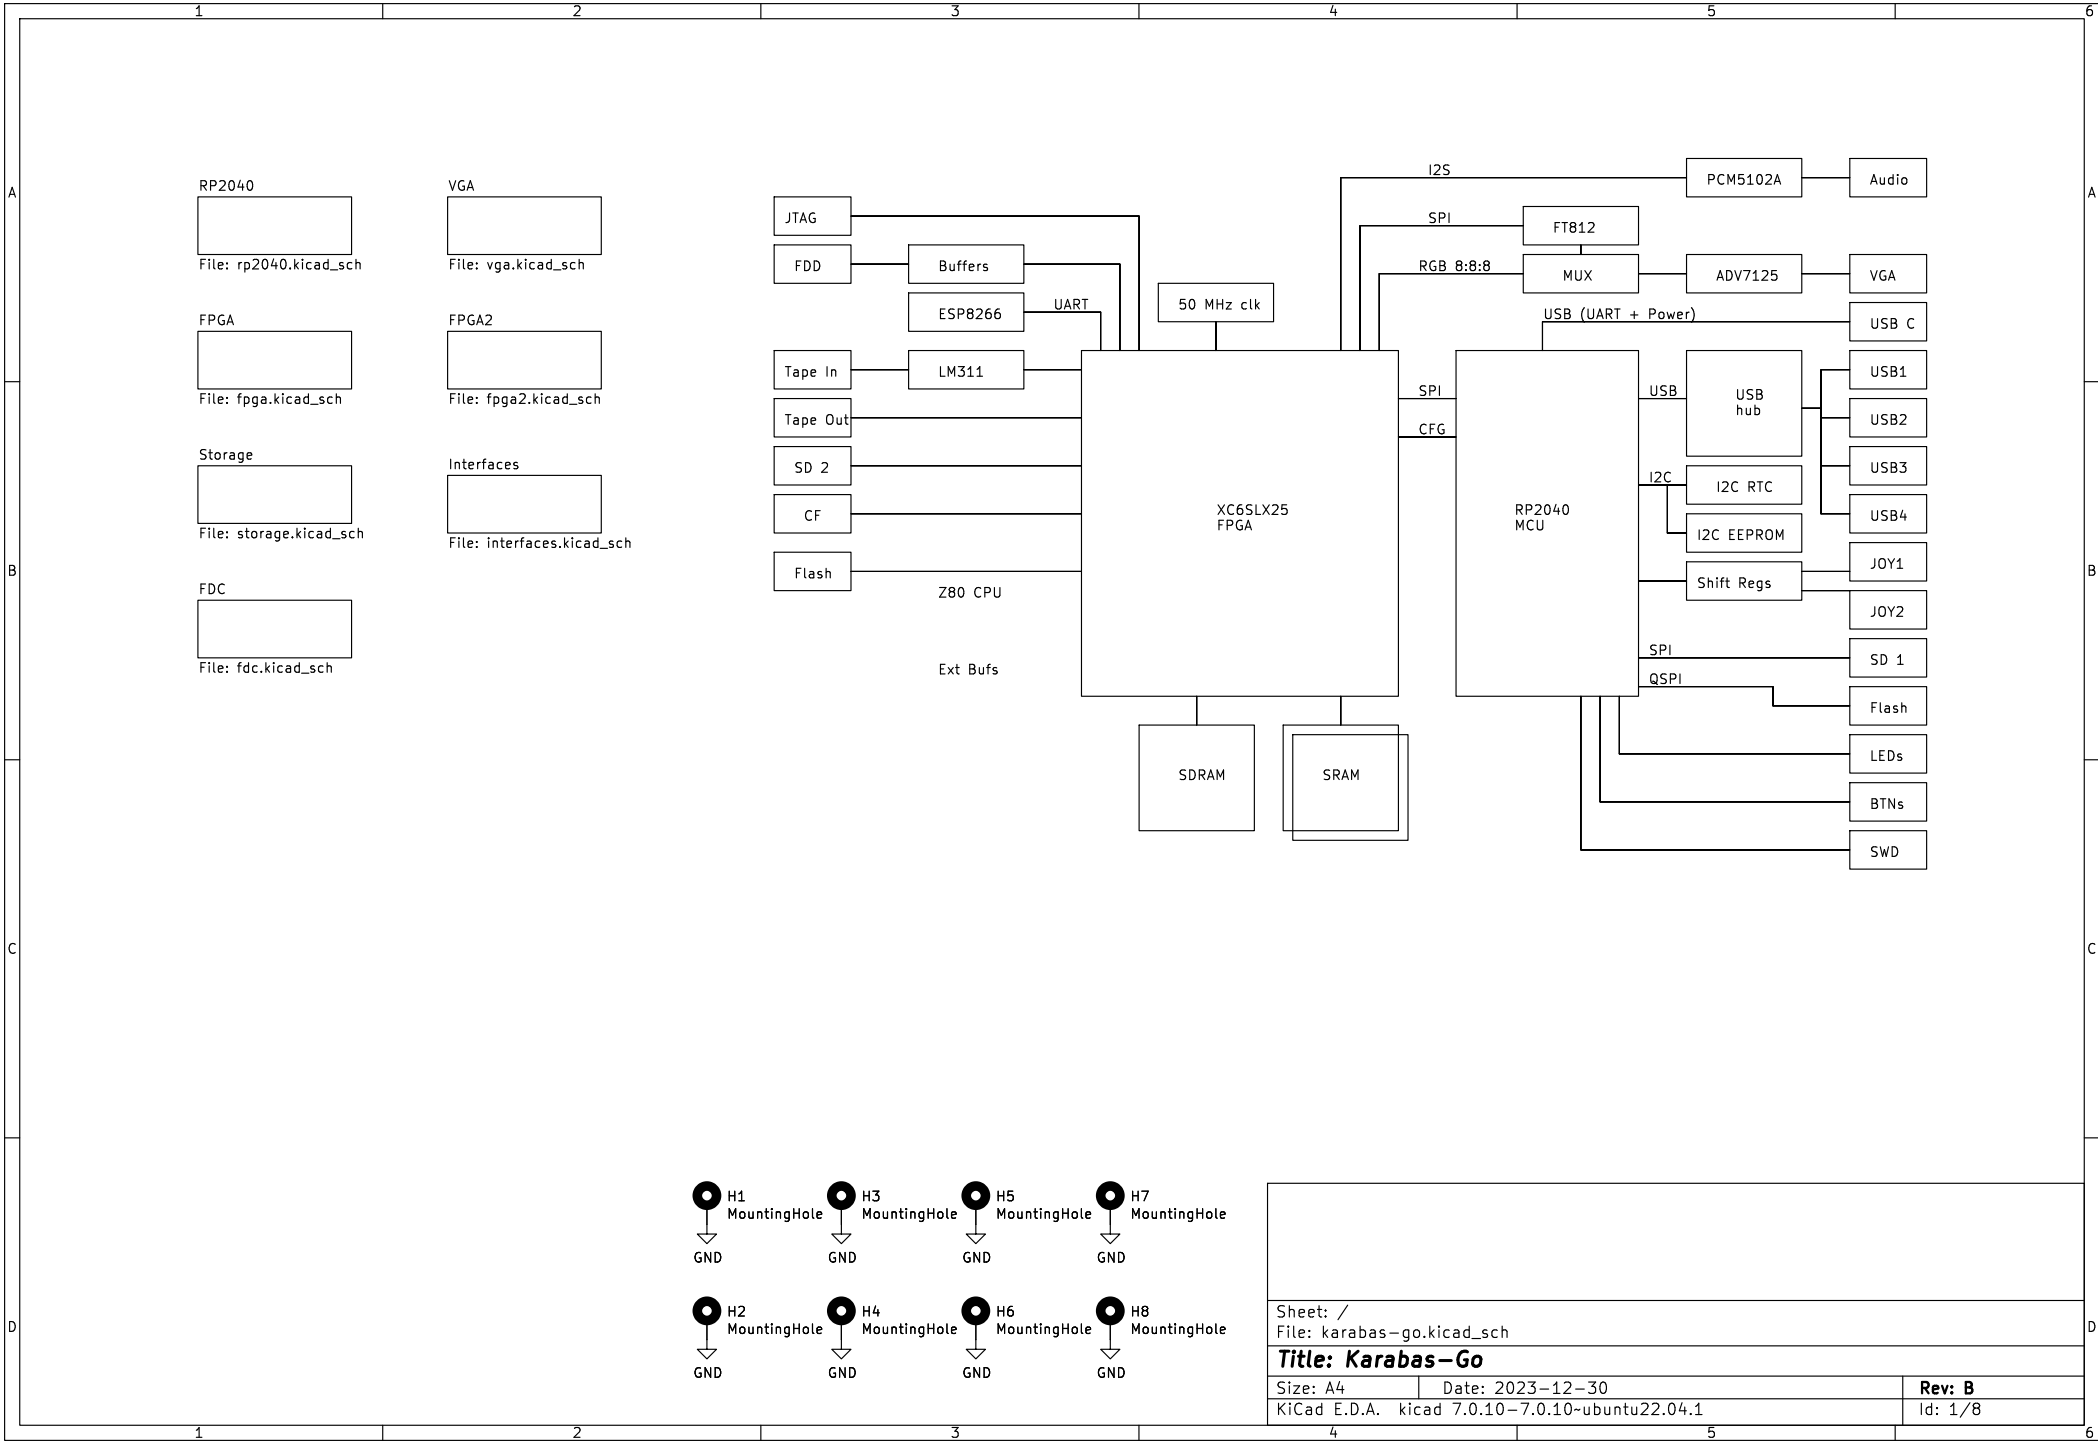 1 2 3 4 5 6
A
A
B
B
C
C
D
D
RP2040
File: rp2040.kicad_sch
VGA
File: vga.kicad_sch
FPGA
File: fpga.kicad_sch
FPGA2
File: fpga2.kicad_sch
Storage
File: storage.kicad_sch
Interfaces
File: interfaces.kicad_sch
FDC
File: fdc.kicad_sch
JTAG
FDD
Buffers
ESP8266
UART
Tape In
LM311
Tape Out
SD 2
CF
Flash
Z80 CPU
Ext Bufs
50 MHz clk
XC6SLX25
FPGA
SDRAM
SRAM
I2S
PCM5102A
Audio
SPI
FT812
RGB 8:8:8
MUX
ADV7125
VGA
USB (UART + Power)
USB C
SPI
CFG
RP2040
MCU
USB
USB
hub
USB1
USB2
USB3
USB4
I2C
I2C RTC
I2C EEPROM
Shift Regs
JOY1
JOY2
SPI
SD 1
QSPI
Flash
LEDs
BTNs
SWD
H1
MountingHole
GND
H3
MountingHole
GND
H5
MountingHole
GND
H7
MountingHole
GND
H2
MountingHole
GND
H4
MountingHole
GND
H6
MountingHole
GND
H8
MountingHole
GND
Sheet: /
File: karabas-go.kicad_sch
Title: Karabas-Go
Size: A4 Date: 2023-12-30 Rev: B
KiCad E.D.A. kicad 7.0.10-7.0.10~ubuntu22.04.1 Id: 1/8
1 2 3 4 5 6